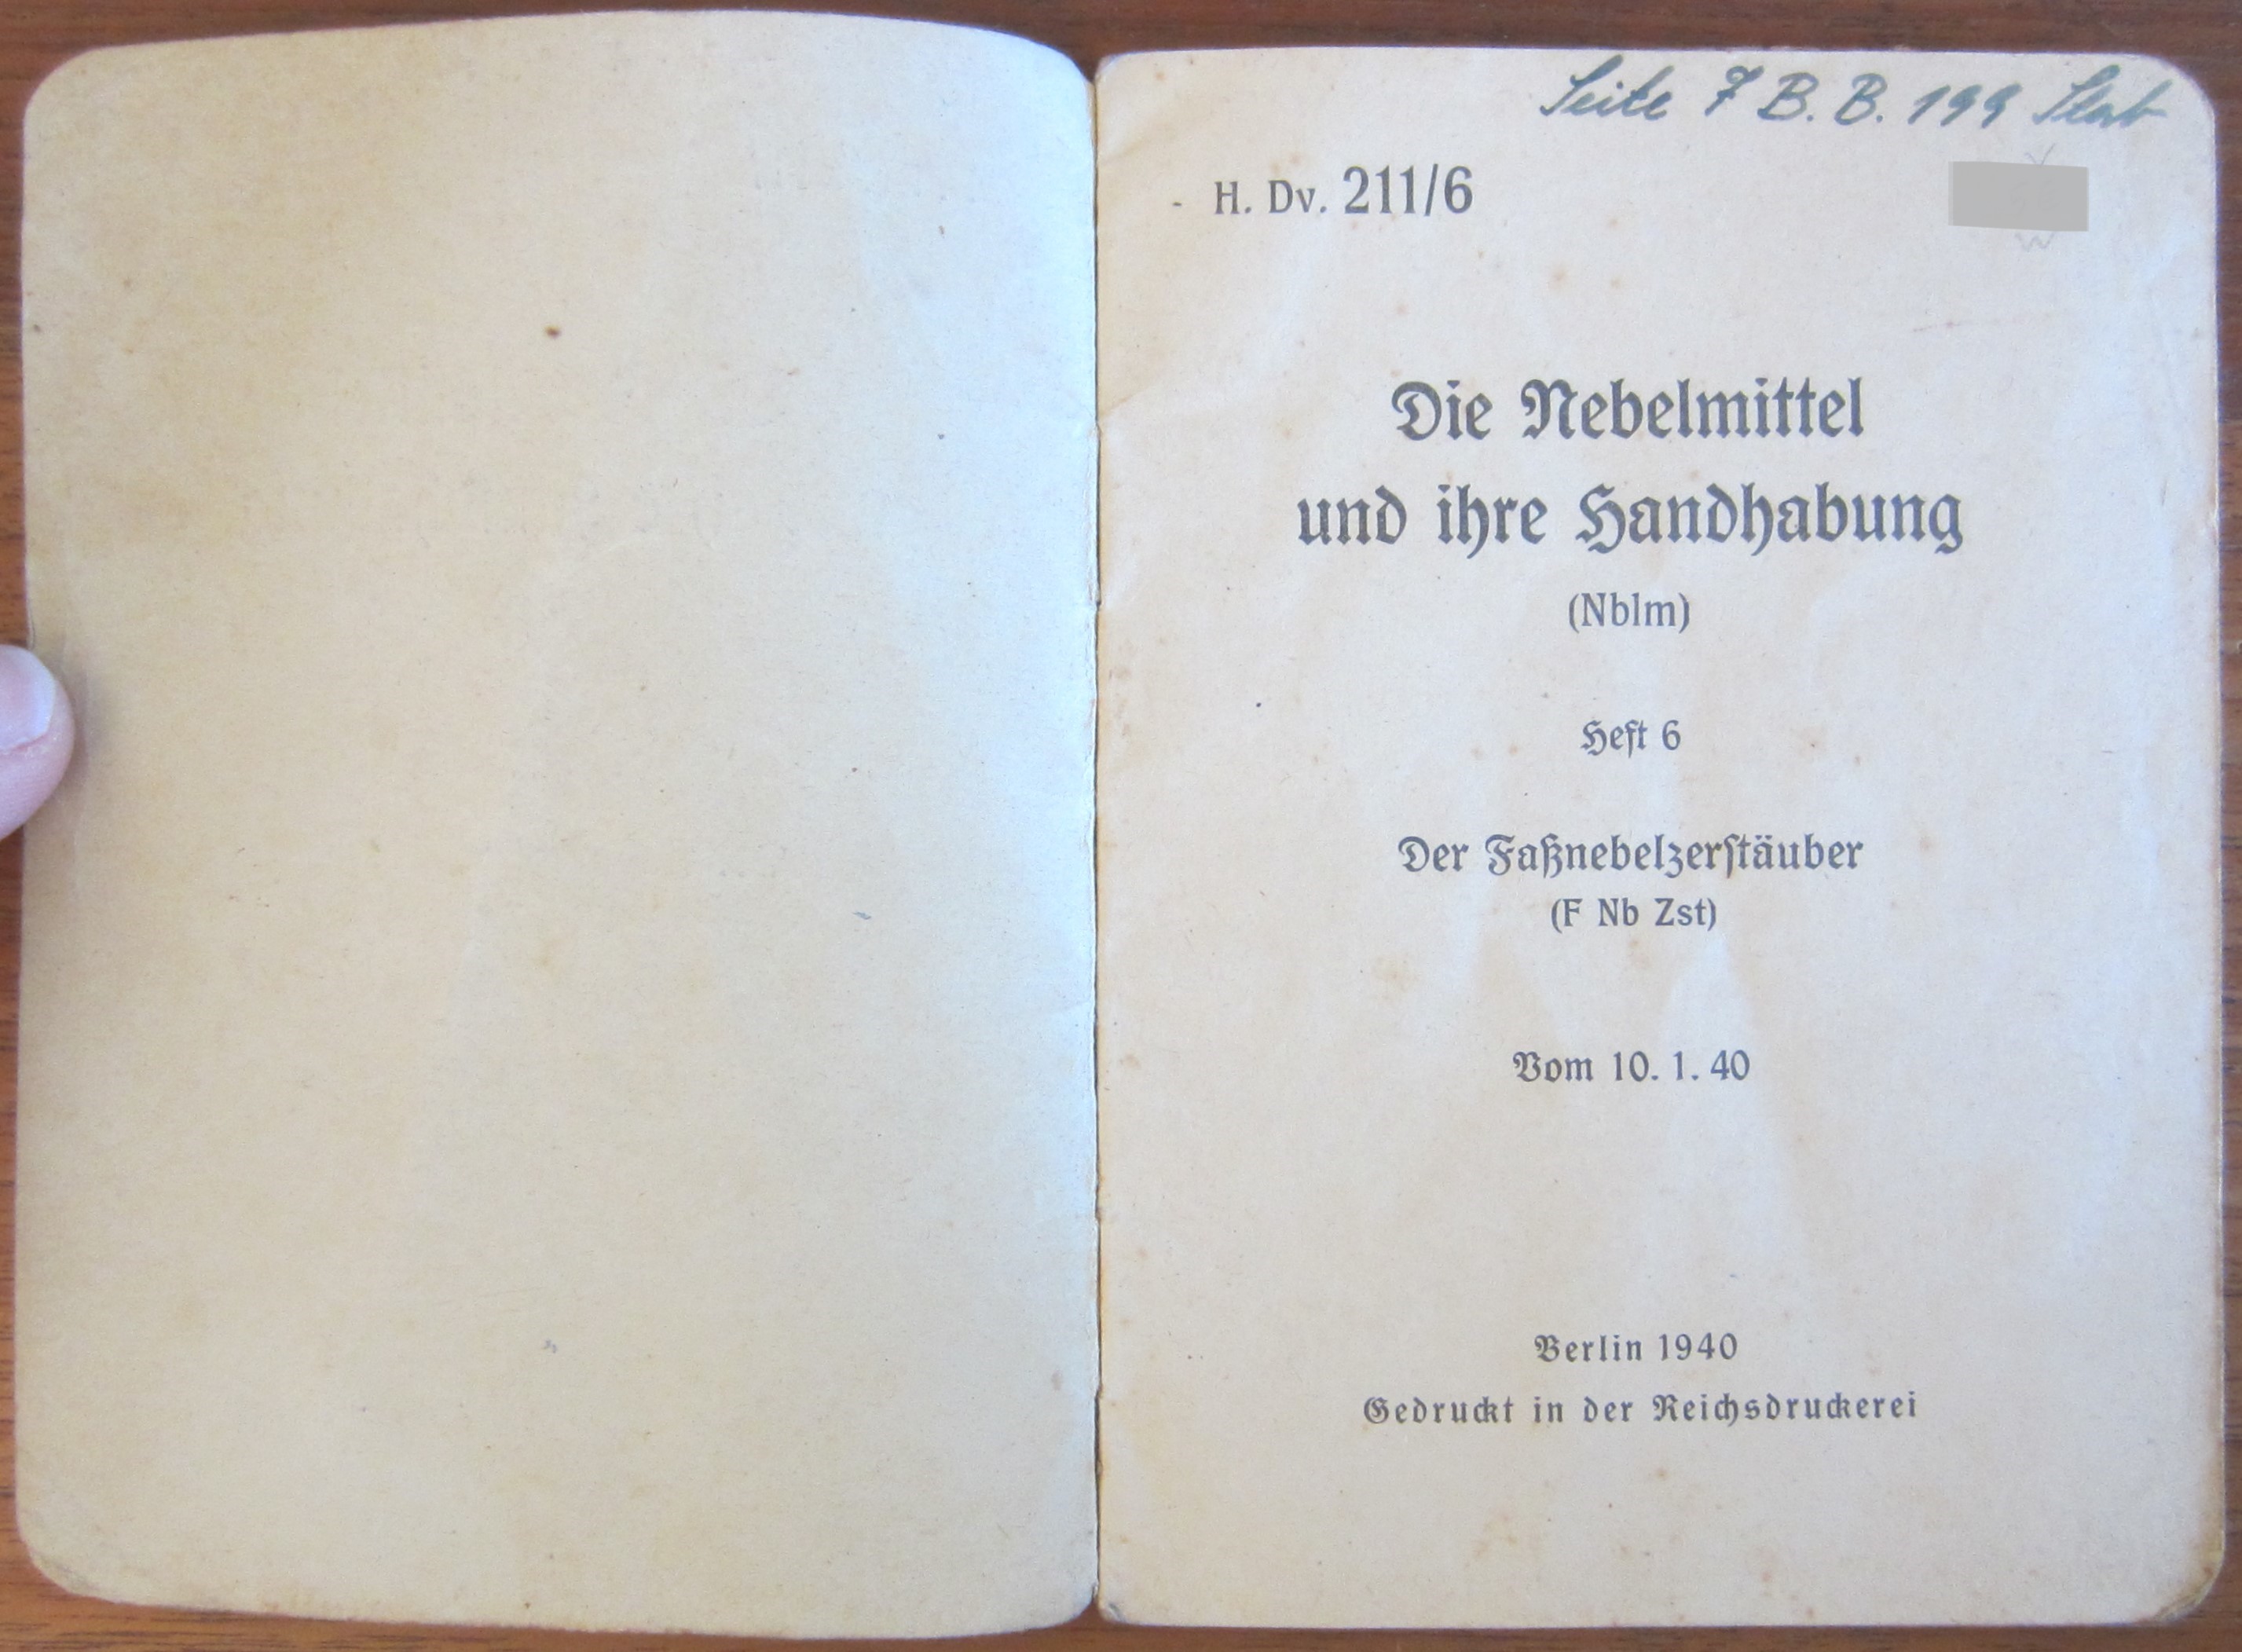 Seite 7 B. B. 199 Stab
H. Dv. 211/6
Die Nebelmittel
und ihre Handhabung
(Nblm)
Heft 6
Der Faßnebelzerstäuber
(F Nb Zst)
Vom 10. 1. 40
Berlin 1940
Gedruckt in der Reichsdruckerei